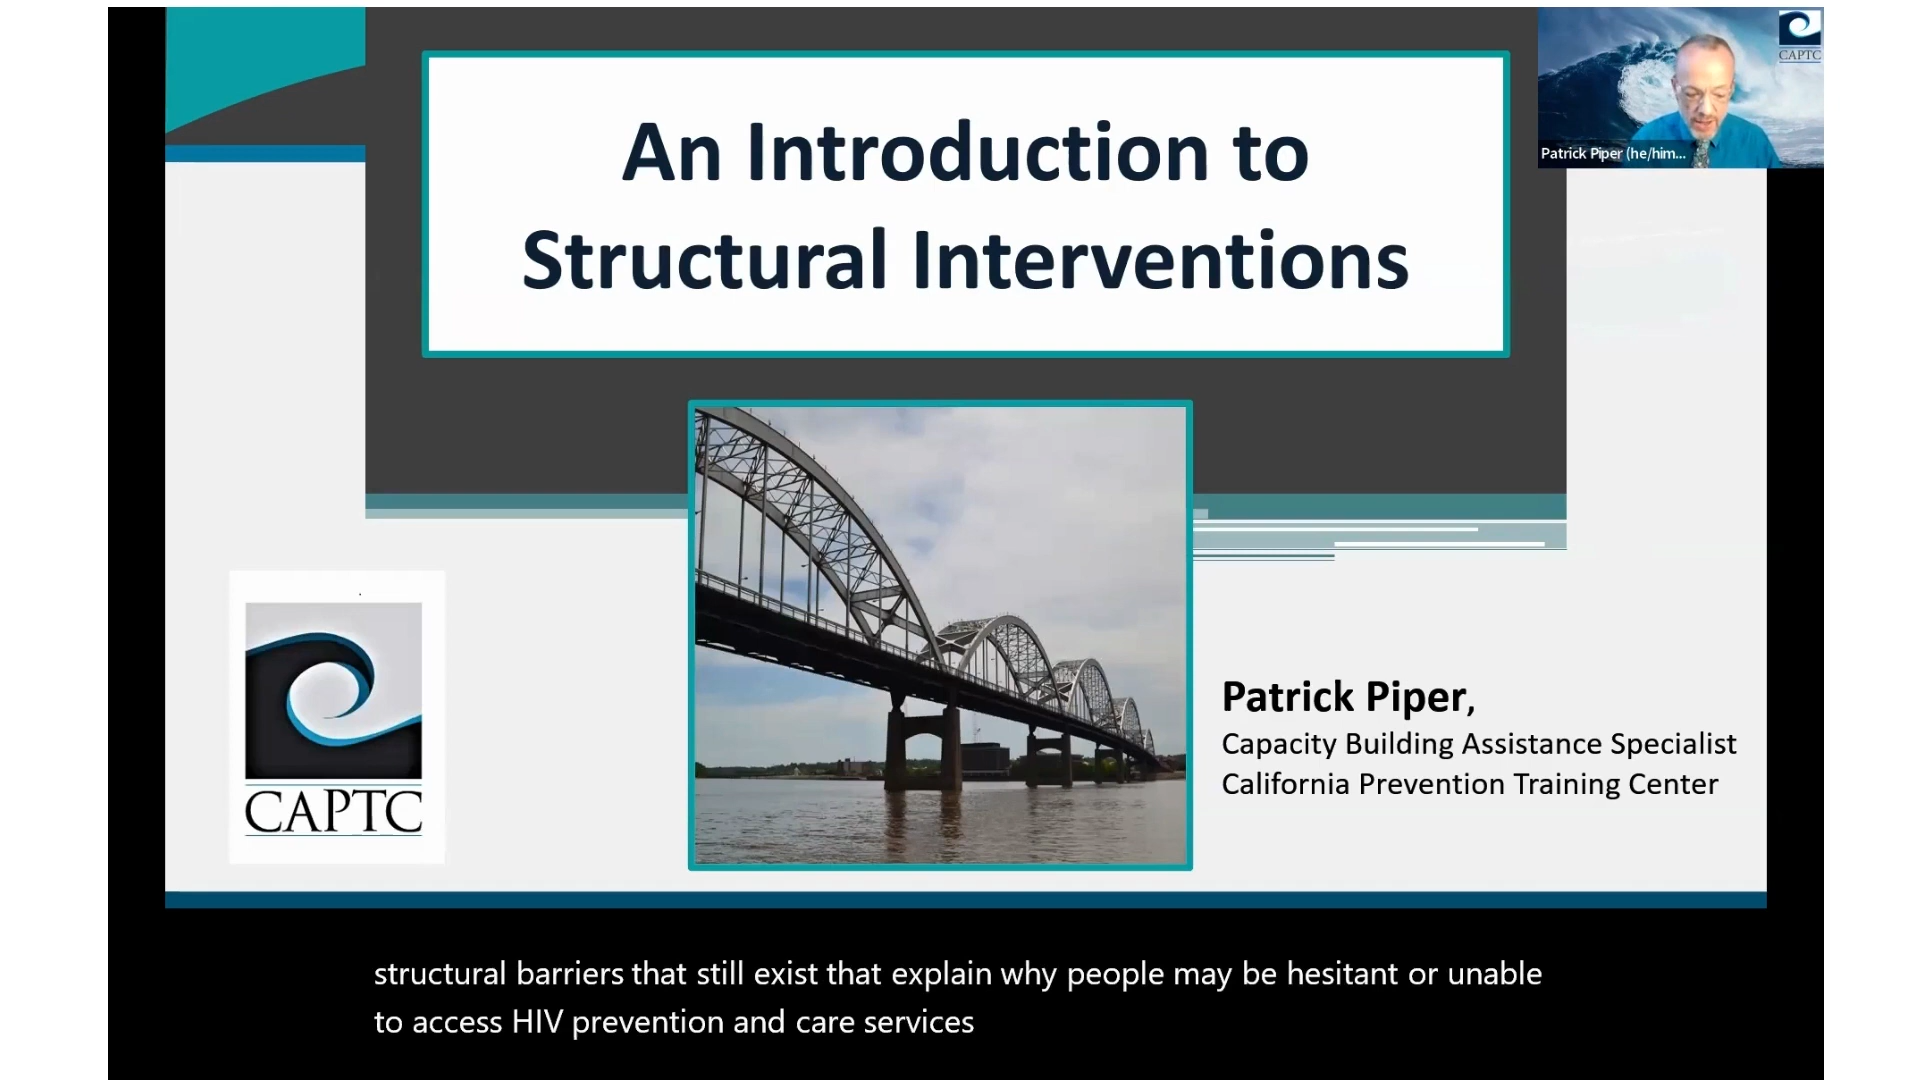 An Introduction to
Structural Interventions
CAPTC
Patrick Piper (he/him...
CAPTC
Patrick Piper,
Capacity Building Assistance Specialist
California Prevention Training Center
structural barriers that still exist that explain why people may be hesitant or unable
to access HIV prevention and care services